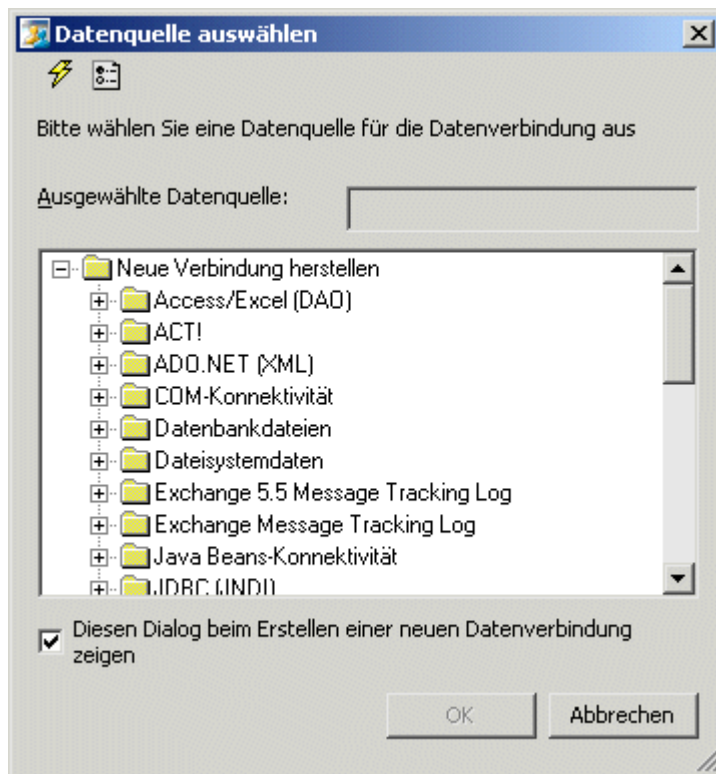 Datenquelle auswählen
Bitte wählen Sie eine Datenquelle für die Datenverbindung aus
Ausgewählte Datenquelle:
Neue Verbindung herstellen
Access/Excel (DAO)
ACT!
ADO.NET (XML)
COM-Konnektivität
Datenbankdateien
Dateisystemdaten
Exchange 5.5 Message Tracking Log
Exchange Message Tracking Log
Java Beans-Konnektivität
JDBC (JNDI)
Diesen Dialog beim Erstellen einer neuen Datenverbindung
zeigen
OK Abbrechen